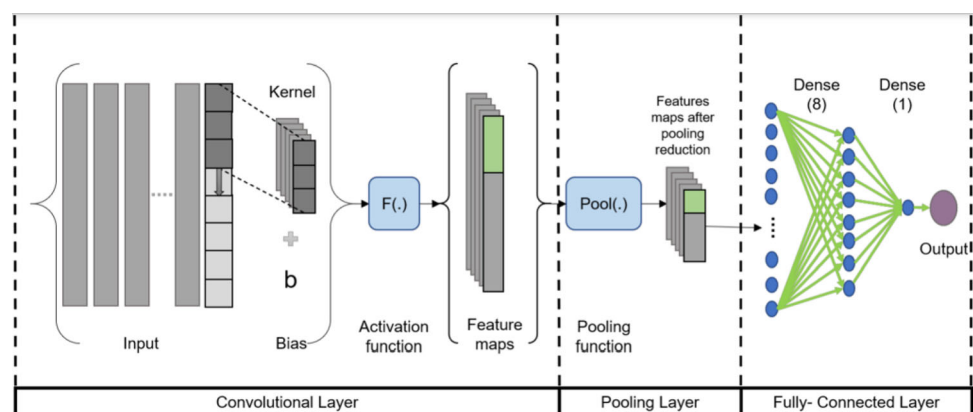 Kernel
F(.)
b
Input
Bias
Activation
function
Feature
maps
Pool(.)
Pooling
function
Features
maps after
pooling
reduction
Dense
(8)
Dense
(1)
Output
Convolutional Layer
Pooling Layer
Fully- Connected Layer